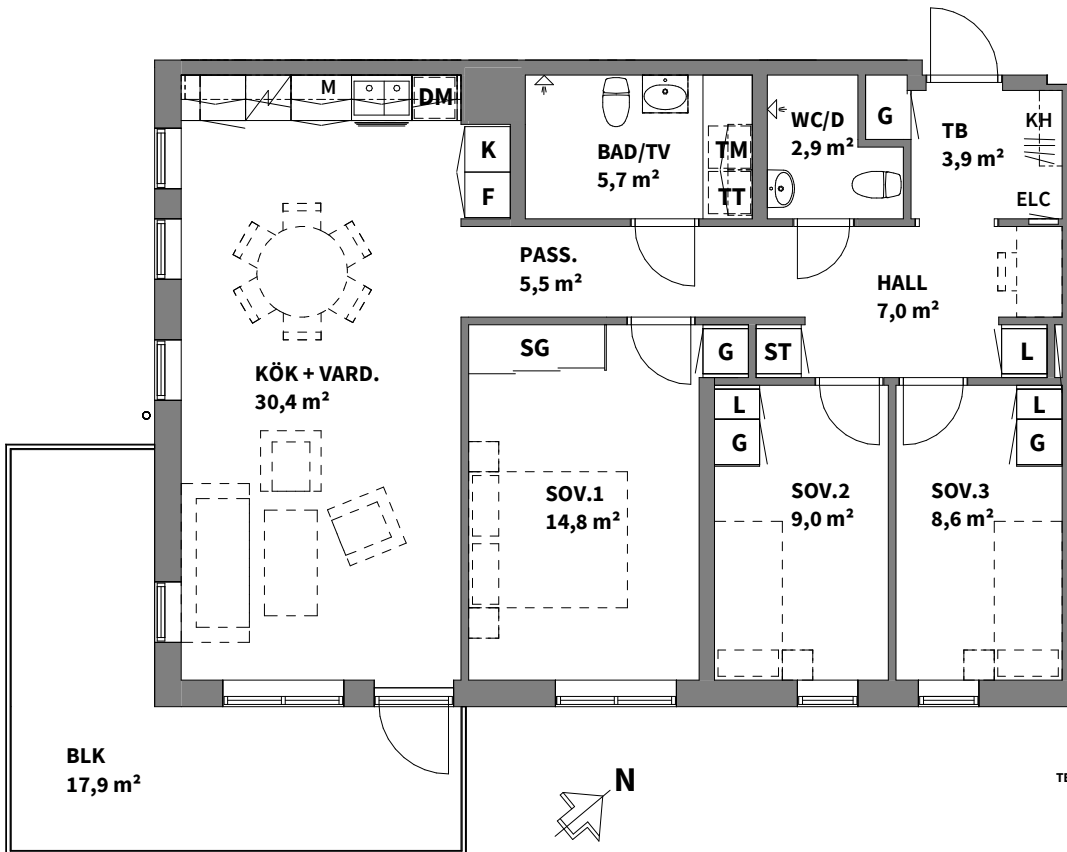 M
DM
K
F
BAD/TV
5,7 m²
TM
TT
WC/D
2,9 m²
G
TB
3,9 m²
KH
ELC
PASS.
5,5 m²
HALL
7,0 m²
KÖK + VARD.
30,4 m²
SG
G
ST
L
L
G
L
G
SOV.1
14,8 m²
SOV.2
9,0 m²
SOV.3
8,6 m²
BLK
17,9 m²
N
TE